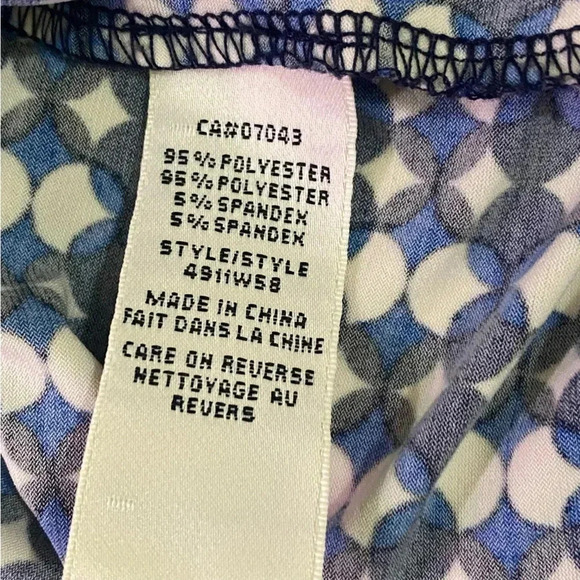 CA#07043
95% POLYESTER
95% POLYESTER
5% SPANDEX
5% SPANDEX
STYLE/STYLE
4911W58
MADE IN CHINA
FAIT DANS LA CHINE
CARE ON REVERSE
NETTOYAGE AU
REVERS